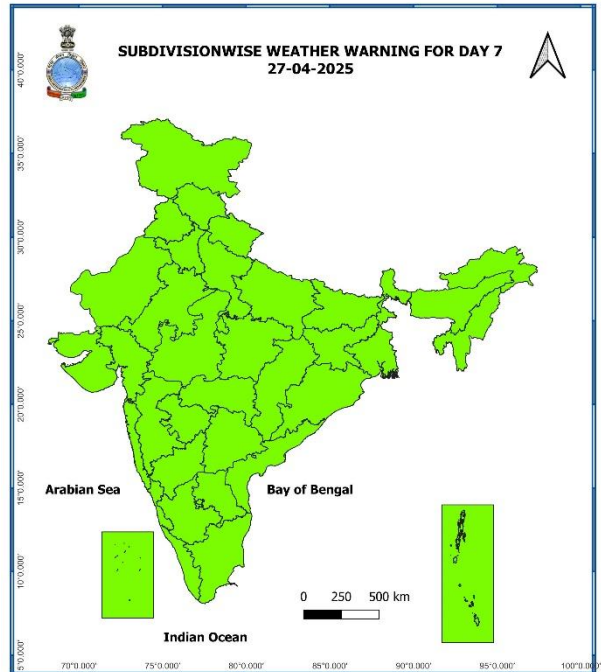 SUBDIVISIONWISE WEATHER WARNING FOR DAY 7
27-04-2025
40°0.000'
35°0.000'
30°0.000'
25°0.000'
20°0.000'
15°0.000'
10°0.000'
5°0.000'
Arabian Sea
Bay of Bengal
0 250 500 km
Indian Ocean
70°0.000' 75°0.000' 80°0.000' 85°0.000' 90°0.000' 95°0.000' 100°0.000'